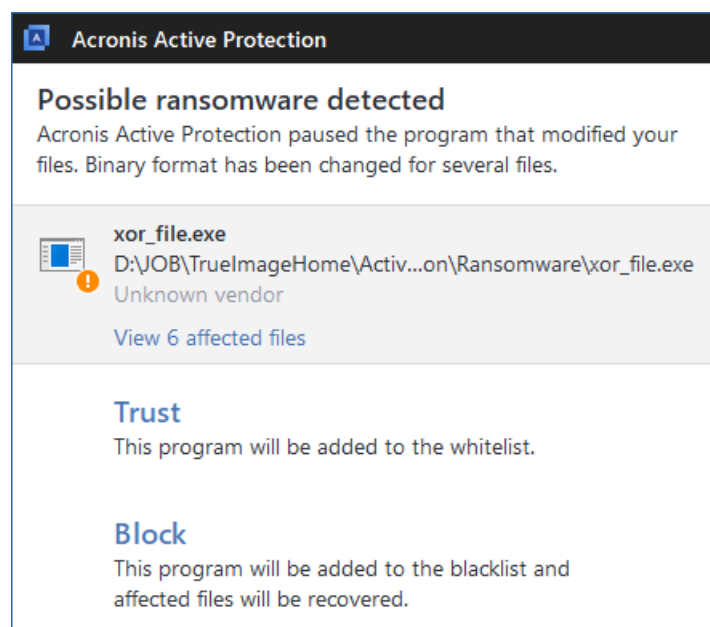 Acronis Active Protection
Possible ransomware detected
Acronis Active Protection paused the program that modified your
files. Binary format has been changed for several files.
xor_file.exe
D:\JOB\TrueImageHome\Activ...on\Ransomware\xor_file.exe
Unknown vendor
View 6 affected files
Trust
This program will be added to the whitelist.
Block
This program will be added to the blacklist and
affected files will be recovered.